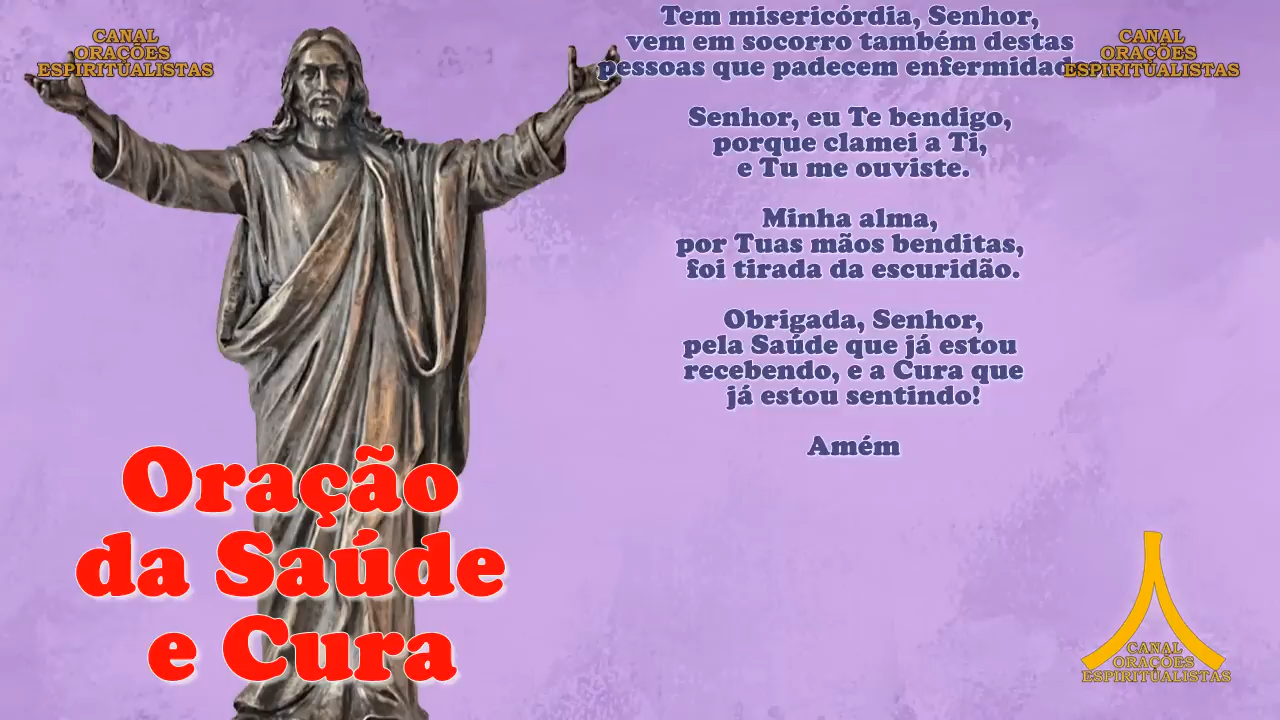 CANAL
ORAÇÕES
ESPIRITUALISTAS
Tem misericórdia, Senhor,
vem em socorro também destas
pessoas que padecem
CANAL
ORAÇÕES
ESPIRITUALISTAS
Senhor, eu Te bendigo,
porque clamei a Ti,
e Tu me ouviste.
Minha alma,
por Tuas mãos benditas,
foi tirada da escuridão.
Obrigada, Senhor,
pela Saúde que já estou
recebendo, e a Cura que
já estou sentindo!
Amém
Oração
da Saúde
e Cura
CANAL
ORAÇÕES
ESPIRITUALISTAS